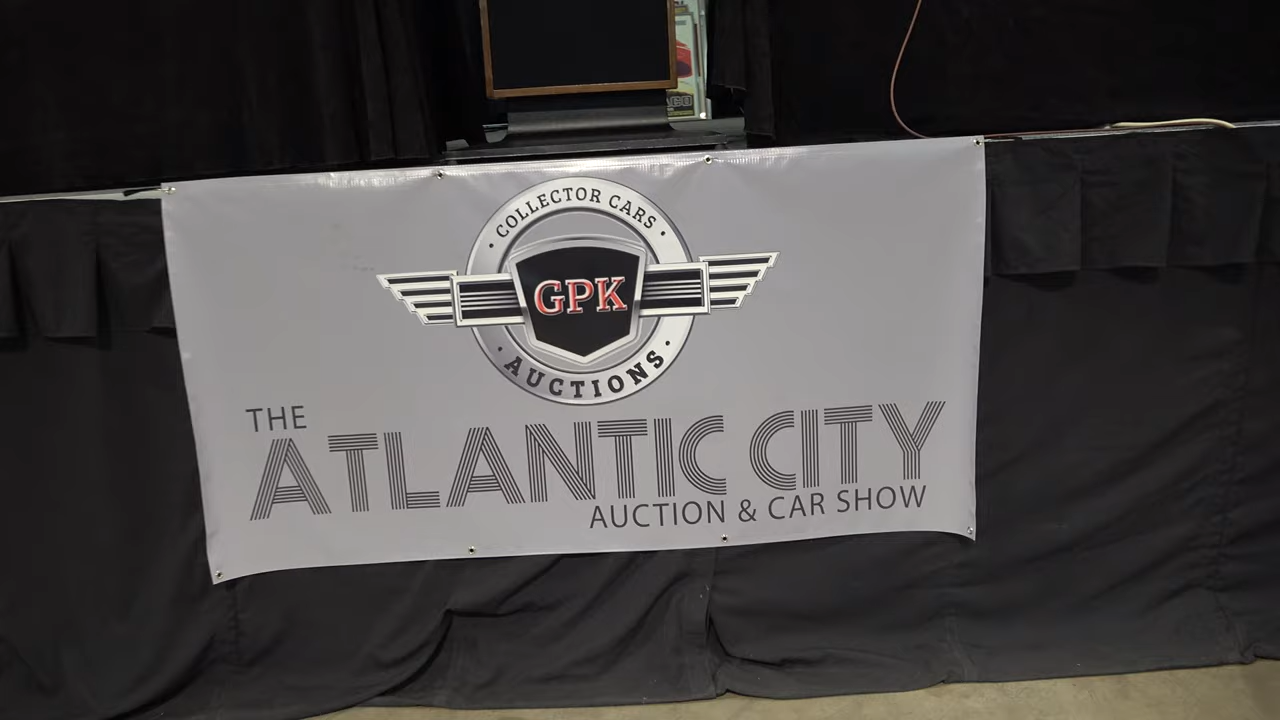 · COLLECTOR CARS ·
GPK
· AUCTIONS ·
THE
ATLANTIC CITY
AUCTION & CAR SHOW